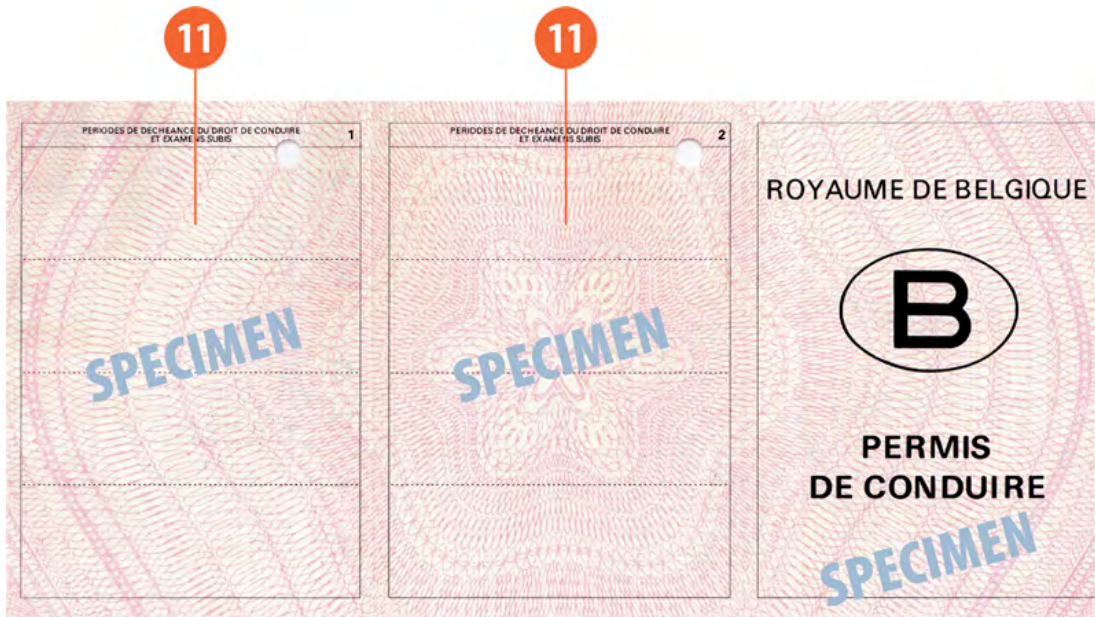 11
11
PERIODES DE DECHEANCE DU DROIT DE CONDUIRE
ET EXAMENS SUBIS
1
PERIODES DE DECHEANCE DU DROIT DE CONDUIRE
ET EXAMENS SUBIS
2
ROYAUME DE BELGIQUE
B
PERMIS
DE CONDUIRE
SPECIMEN
SPECIMEN
SPECIMEN